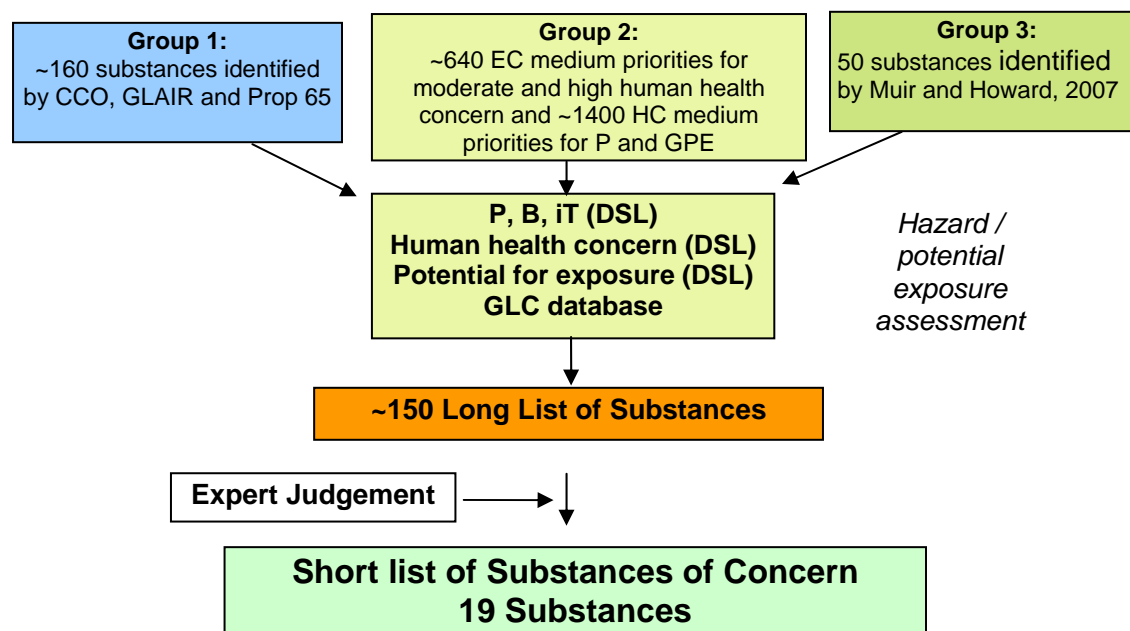 Group 1:
~160 substances identified
by CCO, GLAIR and Prop 65
Group 2:
~640 EC medium priorities for
moderate and high human health
concern and ~1400 HC medium
priorities for P and GPE
Group 3:
50 substances identified
by Muir and Howard, 2007
P, B, iT (DSL)
Human health concern (DSL)
Potential for exposure (DSL)
GLC database
Hazard /
potential
exposure
assessment
~150 Long List of Substances
Expert Judgement
Short list of Substances of Concern
19 Substances